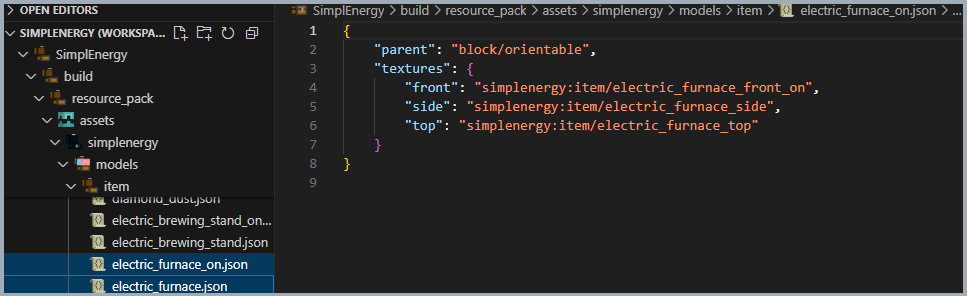 OPEN EDITORS
SIMPLENERGY (WORKSPA...
SimplEnergy
build
resource_pack
assets
simplenergy
models
item
diamond_dust.json
electric_brewing_stand_on...
electric_brewing_stand.json
electric_furnace_on.json
electric_furnace.json
SimplEnergy > build > resource_pack > assets > simplenergy > models > item > {} electric_furnace_on.json > ...
1 {
2     "parent": "block/orientable",
3     "textures": {
4         "front": "simplenergy:item/electric_furnace_front_on",
5         "side": "simplenergy:item/electric_furnace_side",
6         "top": "simplenergy:item/electric_furnace_top"
7     }
8 }
9